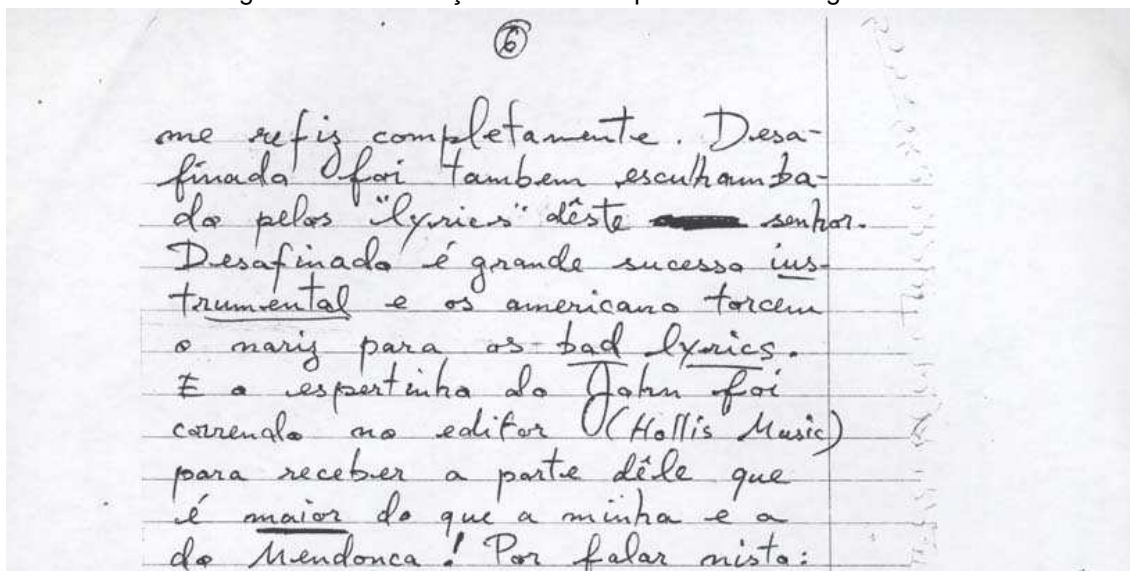 6
me refiz completamente. Desa-
finado foi tambem esculhamba-
do pelos "lyrics" dêste senhor.
Desafinado é grande sucesso ins-
trumental e os americano torcem
o nariz para os bad lyrics.
E o espertinho do John foi
correndo no editor (Hollis Music)
para receber a parte dêle que
é maior do que a minha e a
do Mendonca! Por falar nisto: